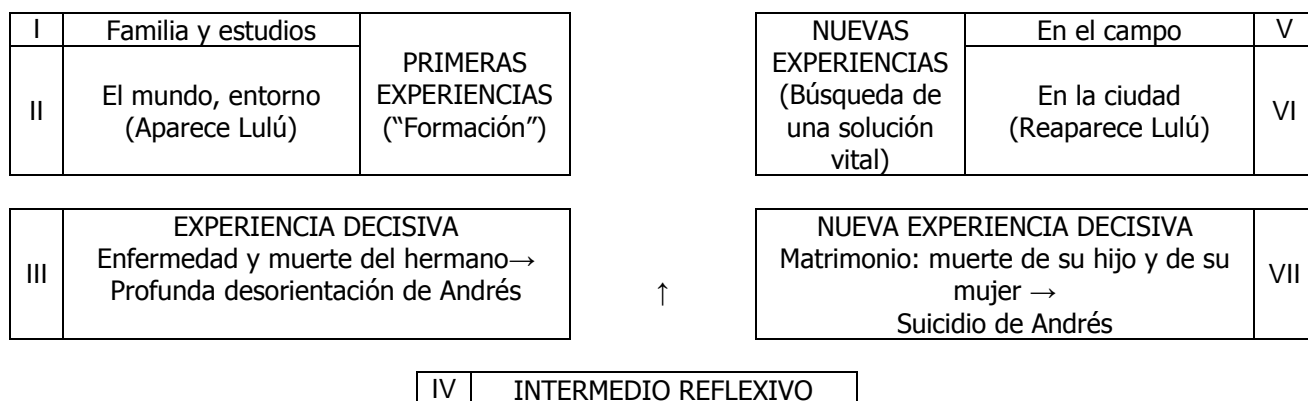 I
Familia y estudios
II
El mundo, entorno
(Aparece Lulú)
PRIMERAS
EXPERIENCIAS
("Formación")
NUEVAS
EXPERIENCIAS
(Búsqueda de
una solución
vital)
En el campo
V
En la ciudad
(Reaparece Lulú)
VI
III
EXPERIENCIA DECISIVA
Enfermedad y muerte del hermano→
Profunda desorientación de Andrés
↑
NUEVA EXPERIENCIA DECISIVA
Matrimonio: muerte de su hijo y de su
mujer →
Suicidio de Andrés
VII
IV
INTERMEDIO REFLEXIVO